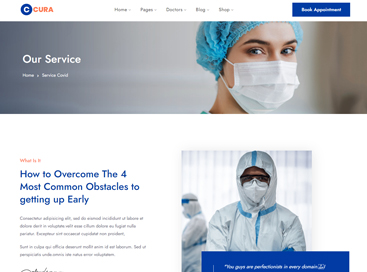 CURA
Home
Pages
Doctors
Blog
Shop
Book Appointment
Our Service
Home
Service Covid
What Is It
How to Overcome The 4
Most Common Obstacles to
getting up Early
Consectetur adipiscing elit, sed do eiusmod incididunt ut labore et
dolore darit in voluptate velit esse cillum dolore eu fugiat nulla
pariatur. Excepteur sint occaecat cupidatat non proident.
Sunt in culpa qui officia deserunt mollit anim id est laborum. Sed ut
perspiciatis unde omnis iste natus error voluptatem.
"You guys are perfectionists in every domain